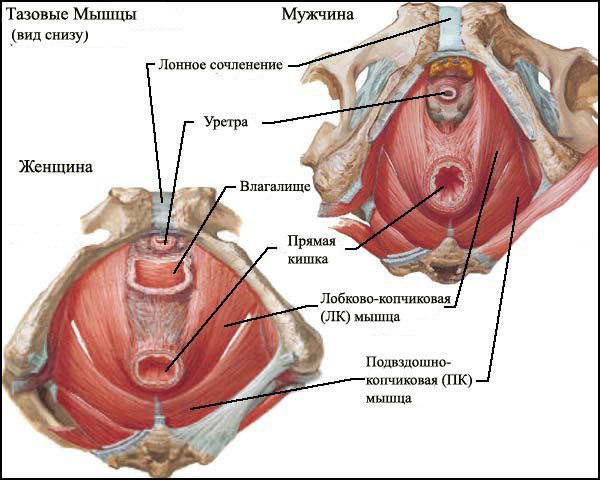 Тазовые Мышцы
(вид снизу)
Мужчина
Лонное сочленение
Уретра
Женщина
Влагалище
Прямая
кишка
Лобково-копчиковая
(ЛК) мышца
Подвздошно-
копчиковая (ПК)
мышца